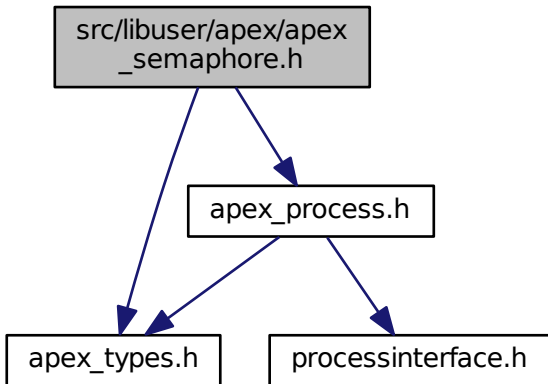 src/libuser/apex/apex
_semaphore.h
apex_process.h
apex_types.h
processinterface.h